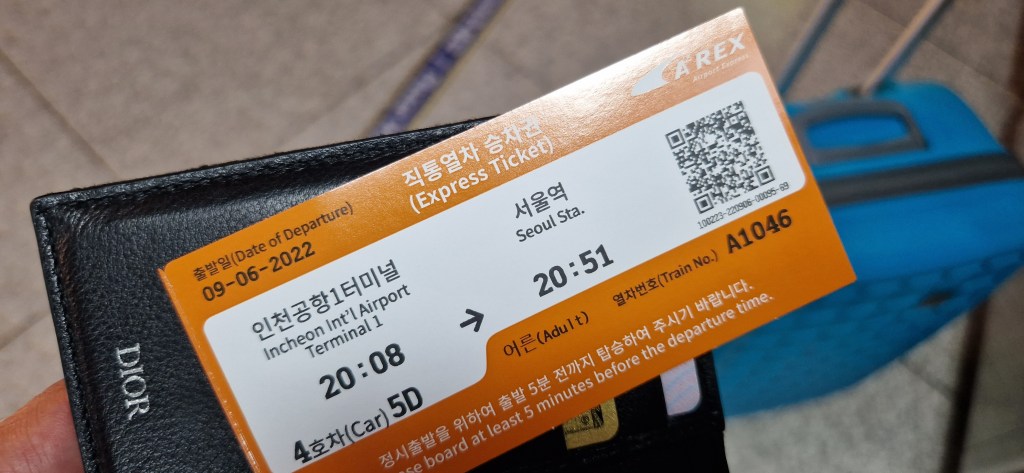 A'REX
Airport Express
직통열차 승차권
(Express Ticket)
출발일(Date of Departure)
09-06-2022
인천공항1터미널
Incheon Int'l Airport
Terminal 1
20:08
→
서울역
Seoul Sta.
20:51
100223-220906-00095-69
4호차(Car) 5D
어른(Adult)
열차번호(Train No.) A1046
정시출발을 위하여 출발 5분 전까지 탑승하여 주시기 바랍니다.
board at least 5 minutes before the departure time.
DIOR